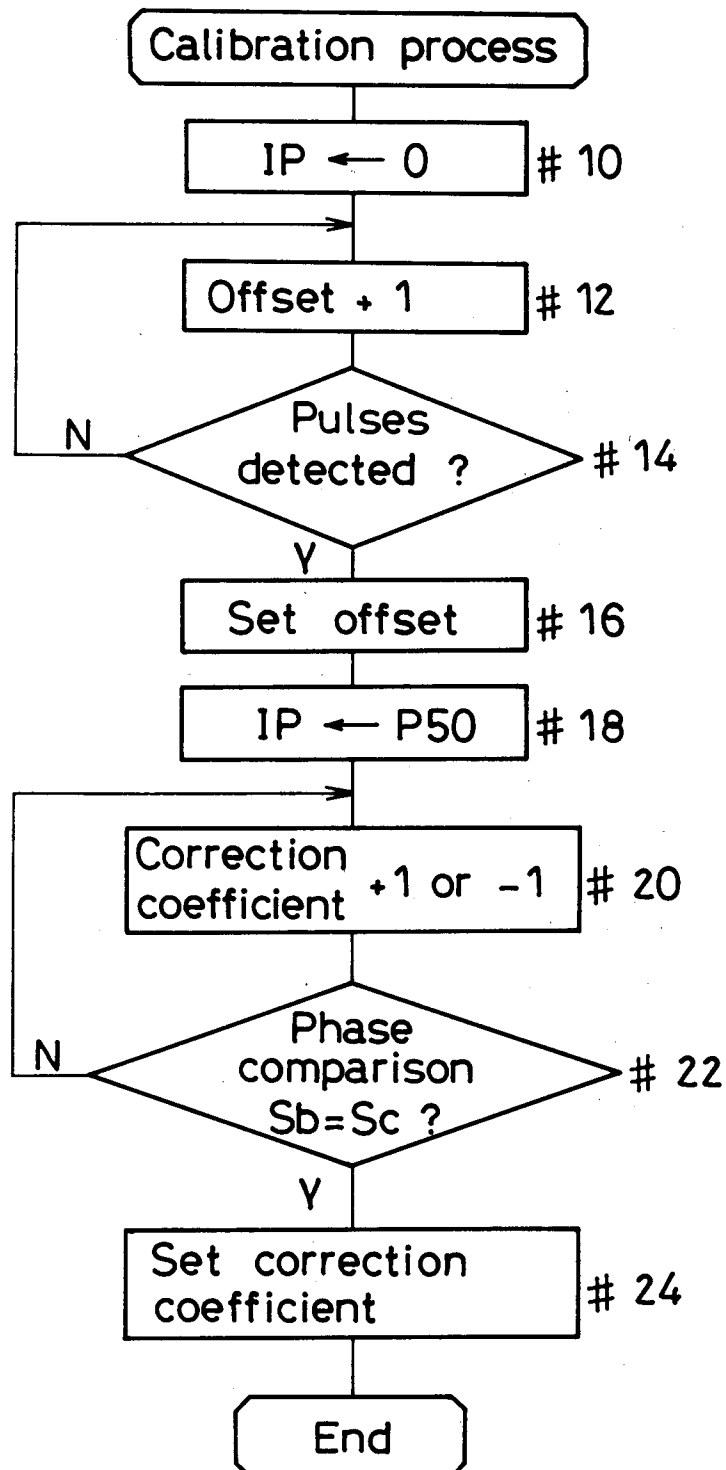 Calibration process
IP ← 0 # 10
Offset + 1 # 12
Pulses
detected ? # 14
N
Y
Set offset # 16
IP ← P50 # 18
Correction
coefficient +1 or -1 # 20
Phase
comparison
Sb=Sc ? # 22
N
Y
Set correction
coefficient # 24
End